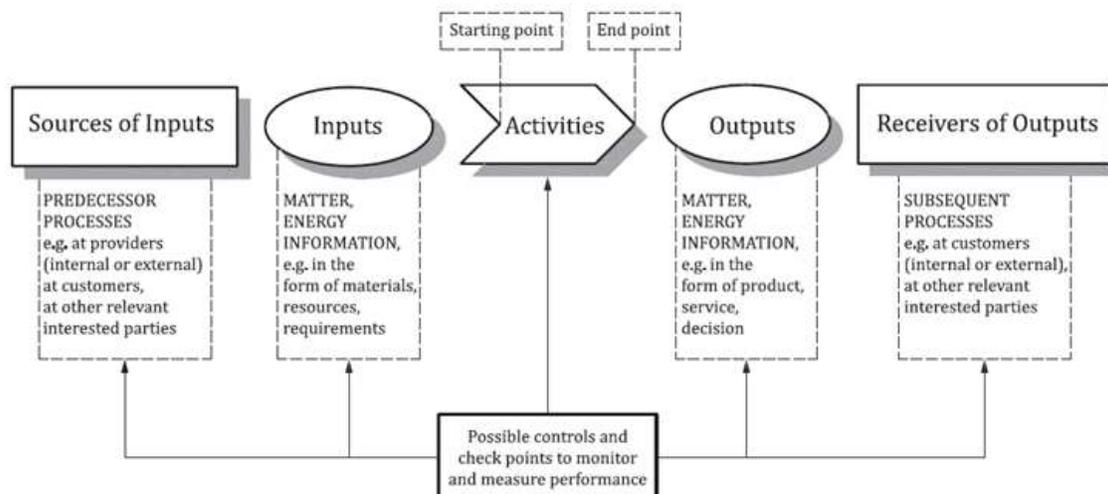 Starting point
End point
Sources of Inputs
Inputs
Activities
Outputs
Receivers of Outputs
PREDECESSOR
PROCESSES
e.g. at providers
(internal or external)
at customers,
at other relevant
interested parties
MATTER,
ENERGY
INFORMATION,
e.g. in the
form of materials,
resources,
requirements
MATTER,
ENERGY
INFORMATION,
e.g. in the
form of product,
service,
decision
SUBSEQUENT
PROCESSES
e.g. at customers
(internal or external),
at other relevant
interested parties
Possible controls and
check points to monitor
and measure performance